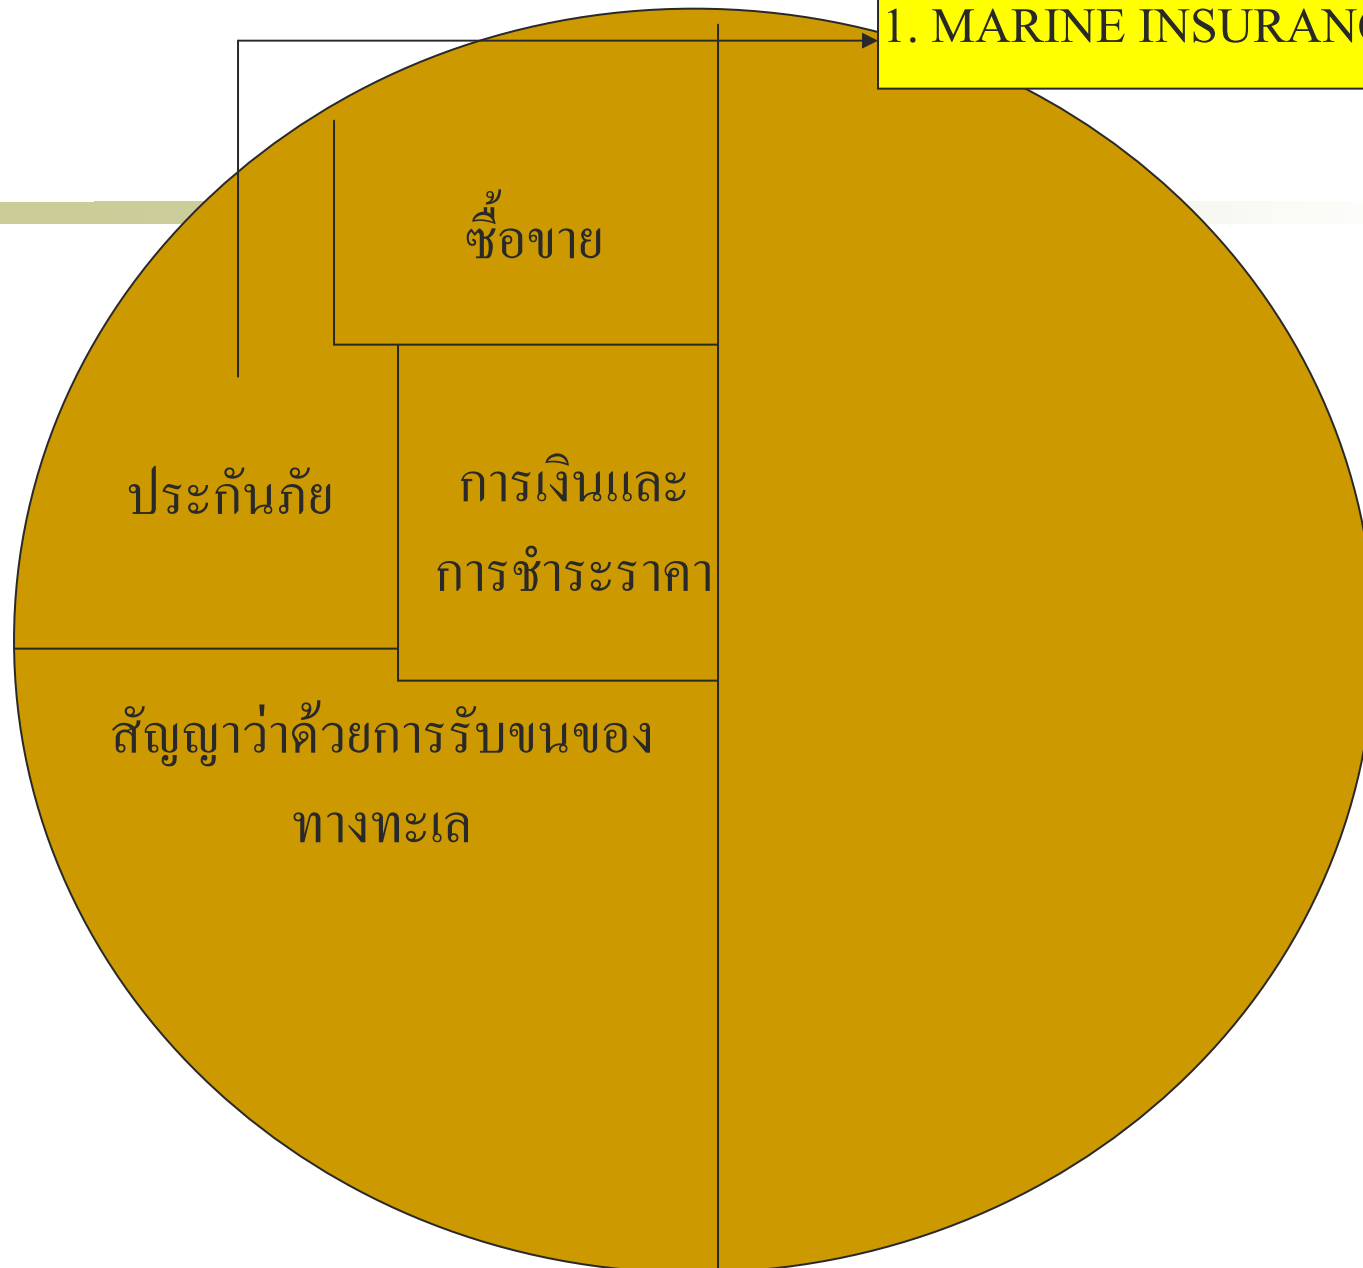 1. MARINE INSURANC
ซื้อขาย
ประกันภัย
การเงินและ
การชำระราคา
สัญญาว่าด้วยการรับขนของ
ทางทะเล